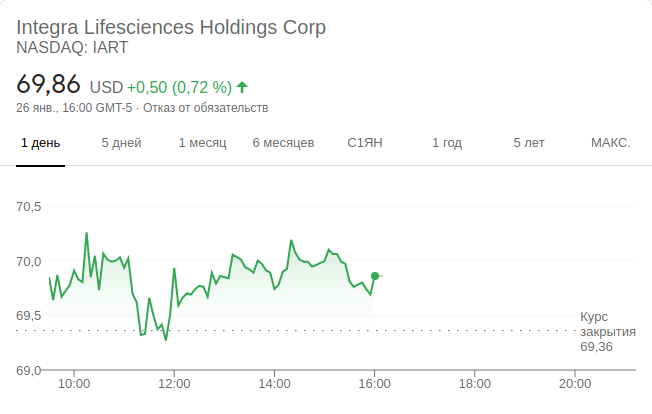 Integra Lifesciences Holdings Corp
NASDAQ: IART
69,86 USD +0,50 (0,72 %)
26 янв., 16:00 GMT-5 · Отказ от обязательств
1 день 5 дней 1 месяц 6 месяцев С1ЯН 1 год 5 лет МАКС.
70,5
70,0
69,5
Курс
закрытия
69,36
69,0
10:00 12:00 14:00 16:00 18:00 20:00